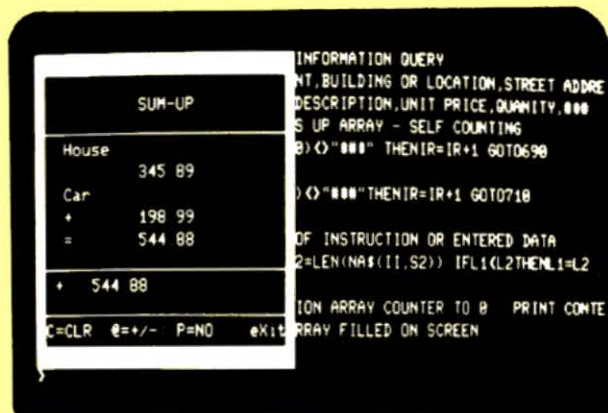 INFORMATION QUERY
NT,BUILDING OR LOCATION,STREET ADDRE
DESCRIPTION,UNIT PRICE,QUANITY,###
S UP ARRAY - SELF COUNTING
)<>"###" THENIR=IR+1 GOTO690
)<>"###"THENIR=IR+1 GOTO710
OF INSTRUCTION OR ENTERED DATA
2=LEN(NA$(II,S2)) IFL1<L2THENL1=L2
ION ARRAY COUNTER TO 0 PRINT CONTE
RRAY FILLED ON SCREEN
SUM-UP
House
345 89
Car
+ 198 99
= 544 88
+ 544 88
C=CLR @=+/- P=NO eXit
>